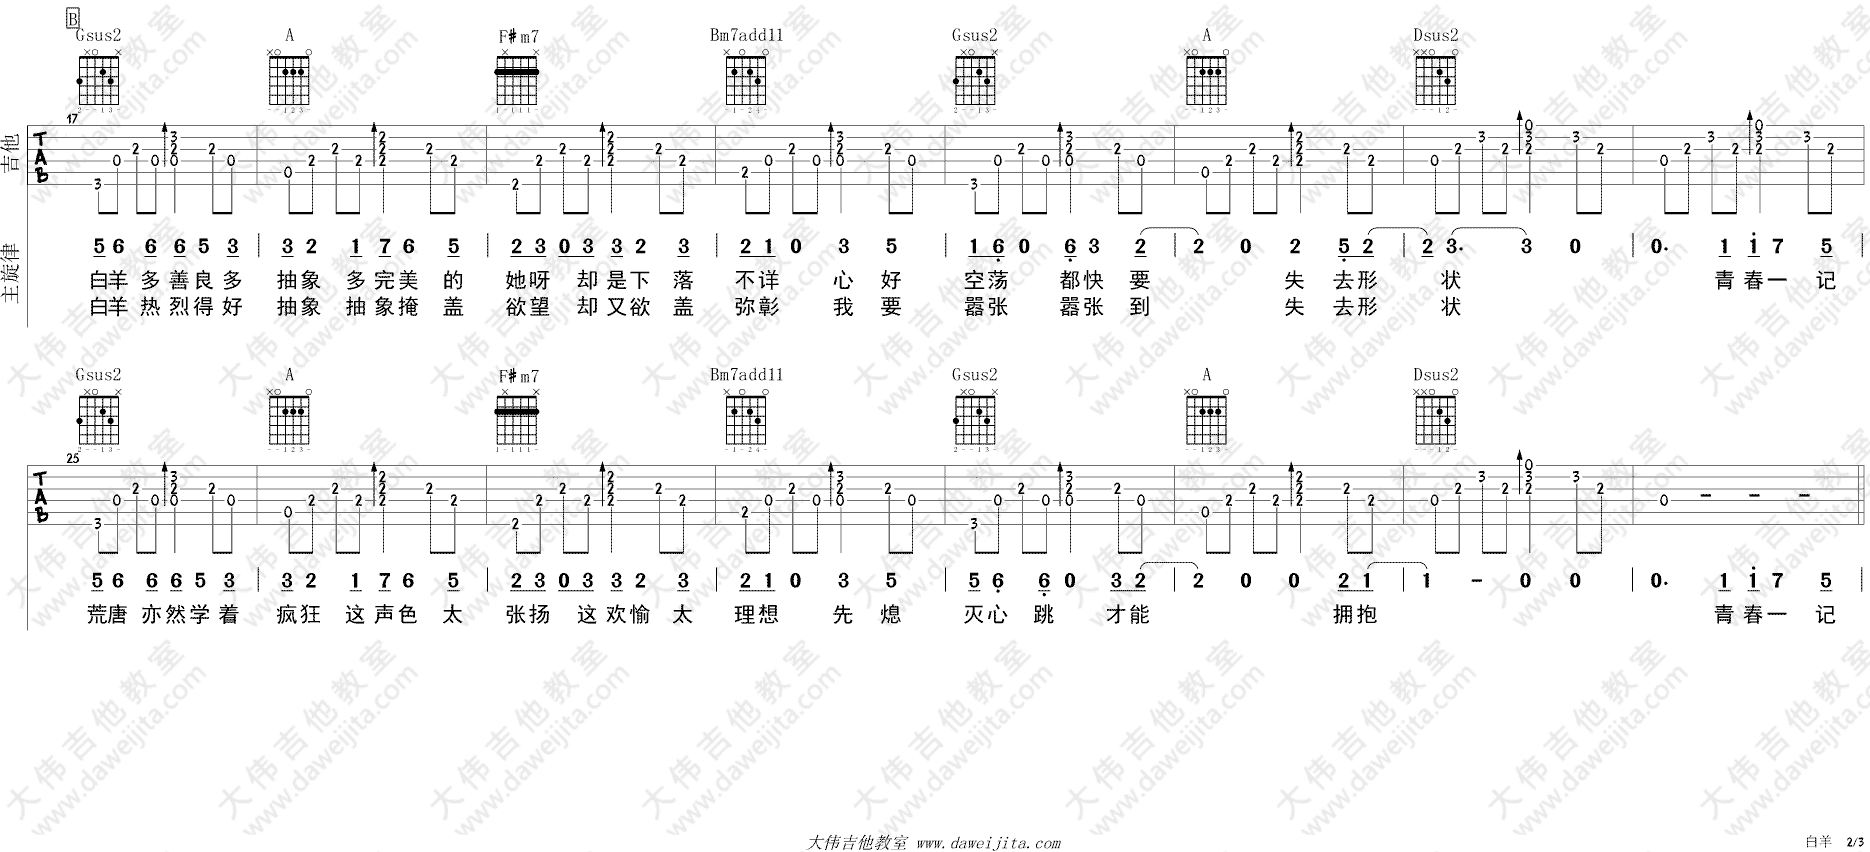 B
Gsus2 A F#m7 Bm7add11 Gsus2 A Dsus2
17
吉他
TAB
主旋律
56 6 6 5 3 | 32 1 7 6 5 | 23 0 3 3 2 3 | 2 1 0 3 5 | 1 6 0 6 3 2 | 2 0 2 5 2 | 2 3. 3 0 | 0. 1 1 7 5 |
白羊 多善良多 抽象 多完美的 她呀 却是下落 不详 心好 空荡 都快要 失 去形 状 青春一 记
白羊 热烈得好 抽象 抽象掩盖 欲望 却又欲盖 弥彰 我要 嚣张 嚣张到 失 去形 状
Gsus2 A F#m7 Bm7add11 Gsus2 A Dsus2
25
TAB
56 6 6 5 3 | 32 1 7 6 5 | 23 0 3 3 2 3 | 2 1 0 3 5 | 5 6 6 0 3 2 | 2 0 0 2 1 | 1 - 0 0 | 0. 1 1 7 5 |
荒唐 亦然学着 疯狂 这声色太 张扬 这欢愉太 理想 先熄 灭心 跳 才能 拥抱 青春一 记
大伟吉他教室 www.daweijita.com
白羊 2/3